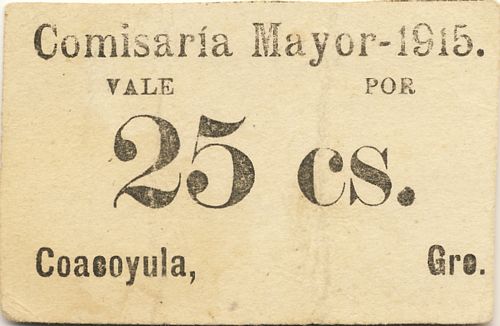 Comisaría Mayor-1915.
VALE POR
25 cs.
Coacoyula, Gro.